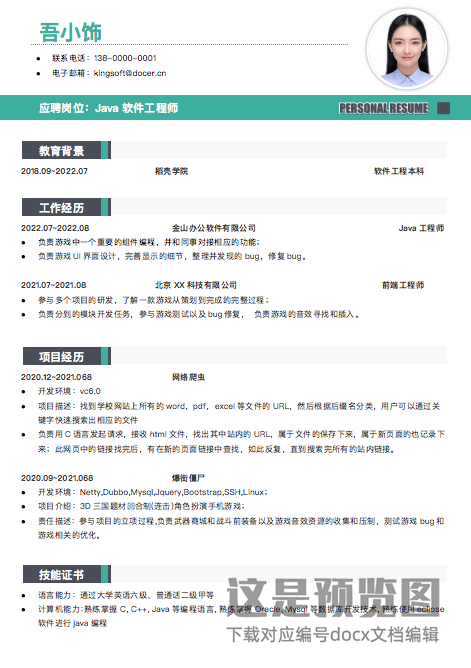 吾小饰
联系电话：138-0000-0001
电子邮箱：kingsoft@docer.cn
应聘岗位：Java 软件工程师
PERSONAL RESUME
教育背景
2018.09~2022.07 稻壳学院 软件工程本科
工作经历
2022.07~2022.08 金山办公软件有限公司 Java 工程师
负责游戏中一个重要的组件编程，并和同事对接相应的功能；
负责游戏 UI 界面设计，完善显示的细节，整理并发现的 bug，修复 bug。
2021.07~2021.08 北京 XX 科技有限公司 前端工程师
参与多个项目的研发，了解一款游戏从策划到完成的完整过程；
负责分到的模块开发任务，参与游戏测试以及 bug 修复， 负责游戏的音效寻找和插入。
项目经历
2020.12~2021.068 网络爬虫
开发环境：vc6.0
项目描述：找到学校网站上所有的 word，pdf，excel 等文件的 URL，然后根据后缀名分类，用户可以通过关
键字快速搜索出相应的文件
负责用 C 语言发起请求，接收 html 文件，找出其中站内的 URL，属于文件的保存下来，属于新页面的也记录下
来；此网页中的链接找完后，有在新的页面链接中查找，如此反复，直到搜索完所有的站内链接。
2020.09~2021.068 爆街僵尸
开发环境：Netty,Dubbo,Mysql,Jquery,Bootstrap,SSH,Linux；
项目介绍：3D 三国题材回合制(连击)角色扮演手机游戏；
责任描述：参与项目的立项过程,负责武器商城和战斗前装备以及游戏音效资源的收集和压制，测试游戏 bug 和
游戏相关的优化。
技能证书
语言能力：通过大学英语六级、普通话二级甲等
计算机能力:熟练掌握 C, C++, Java 等编程语言, 熟练掌握 Oracle, Mysql 等数据库开发技术, 熟练使用 eclipse
软件进行 java 编程
这是预览图
下载对应编号docx文档编辑